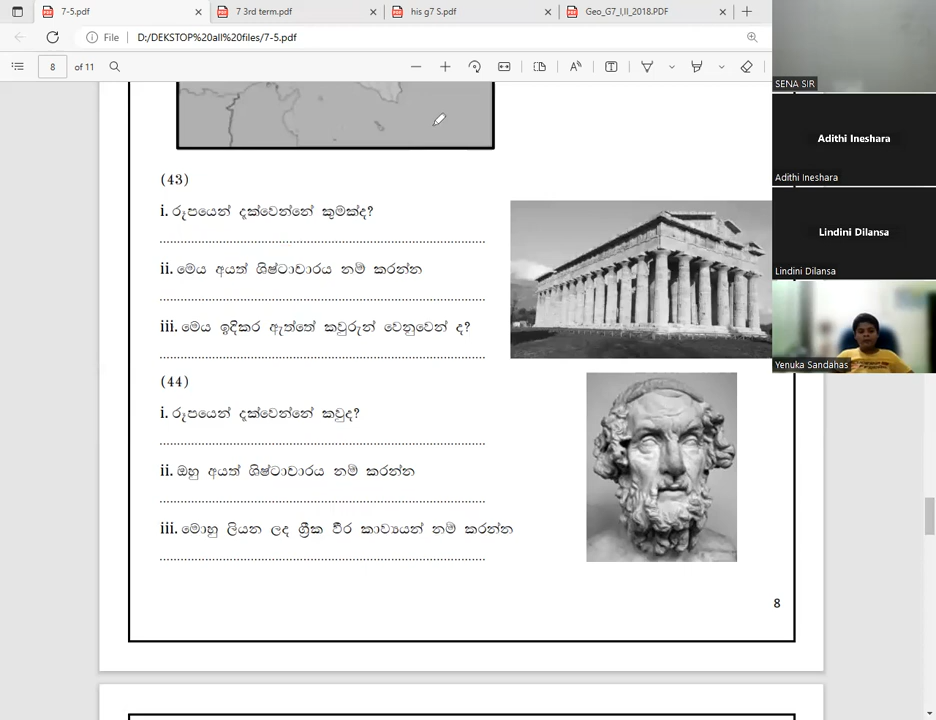 7-5.pdf
7 3rd term.pdf
his g7 S.pdf
Geo_G7_I,II_2018.PDF
File
D:/DEKSTOP%20all%20files/7-5.pdf
8 of 11
SENA SIR
Adithi Ineshara
Adithi Ineshara
Lindini Dilansa
Lindini Dilansa
Yenuka Sandahas
(43)
i. රූපයෙන් දැක්වෙන්නේ කුමක්ද?
ii. මෙය අයත් ශිෂ්ටාචාරය නම් කරන්න
iii. මෙය ඉදිකර ඇත්තේ කවුරුන් වෙනුවෙන් ද?
(44)
i. රූපයෙන් දැක්වෙන්නේ කවුද?
ii. ඔහු අයත් ශිෂ්ටාචාරය නම් කරන්න
iii. මොහු ලියන ලද ග්‍රීක වීර කාව්‍යයන් නම් කරන්න
8